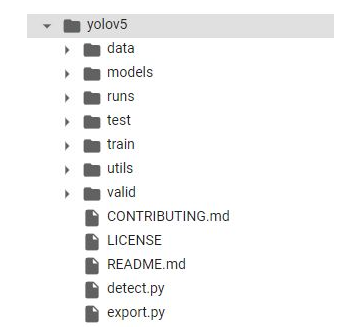 yolov5
data
models
runs
test
train
utils
valid
CONTRIBUTING.md
LICENSE
README.md
detect.py
export.py